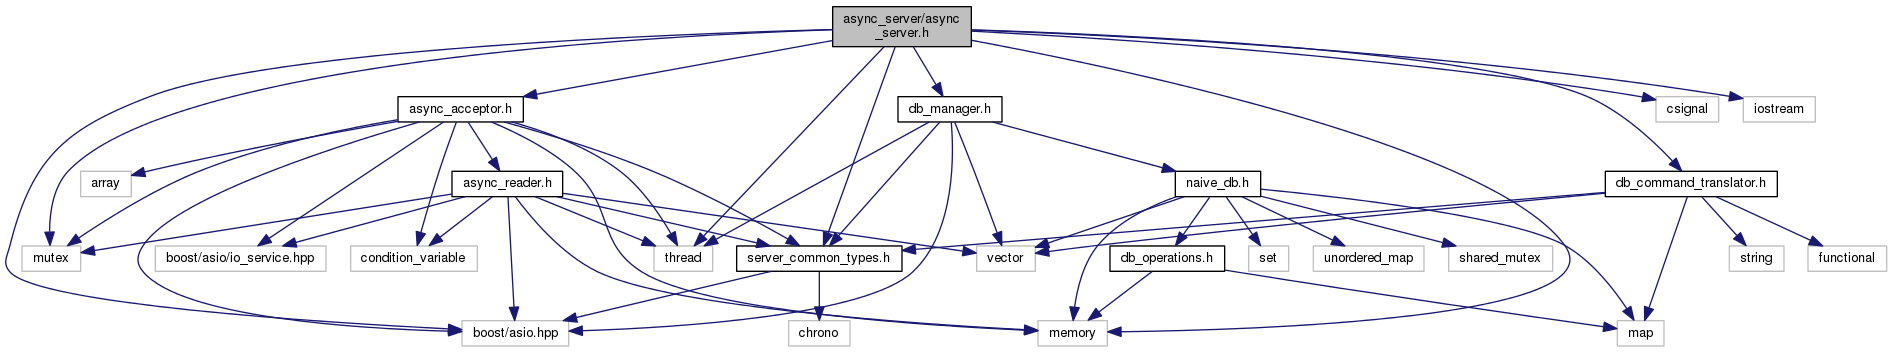 async_server/async
_server.h
async_acceptor.h
db_manager.h
csignal
iostream
array
async_reader.h
naive_db.h
db_command_translator.h
mutex
boost/asio/io_service.hpp
condition_variable
thread
server_common_types.h
vector
db_operations.h
set
unordered_map
shared_mutex
string
functional
boost/asio.hpp
chrono
memory
map